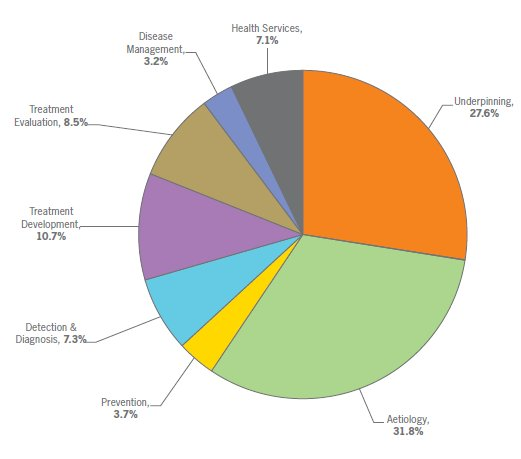 Health Services,
7.1%
Underpinning,
27.6%
Aetiology,
31.8%
Prevention,
3.7%
Detection &
Diagnosis, 7.3%
Treatment
Development,
10.7%
Treatment
Evaluation, 8.5%
Disease
Management,
3.2%